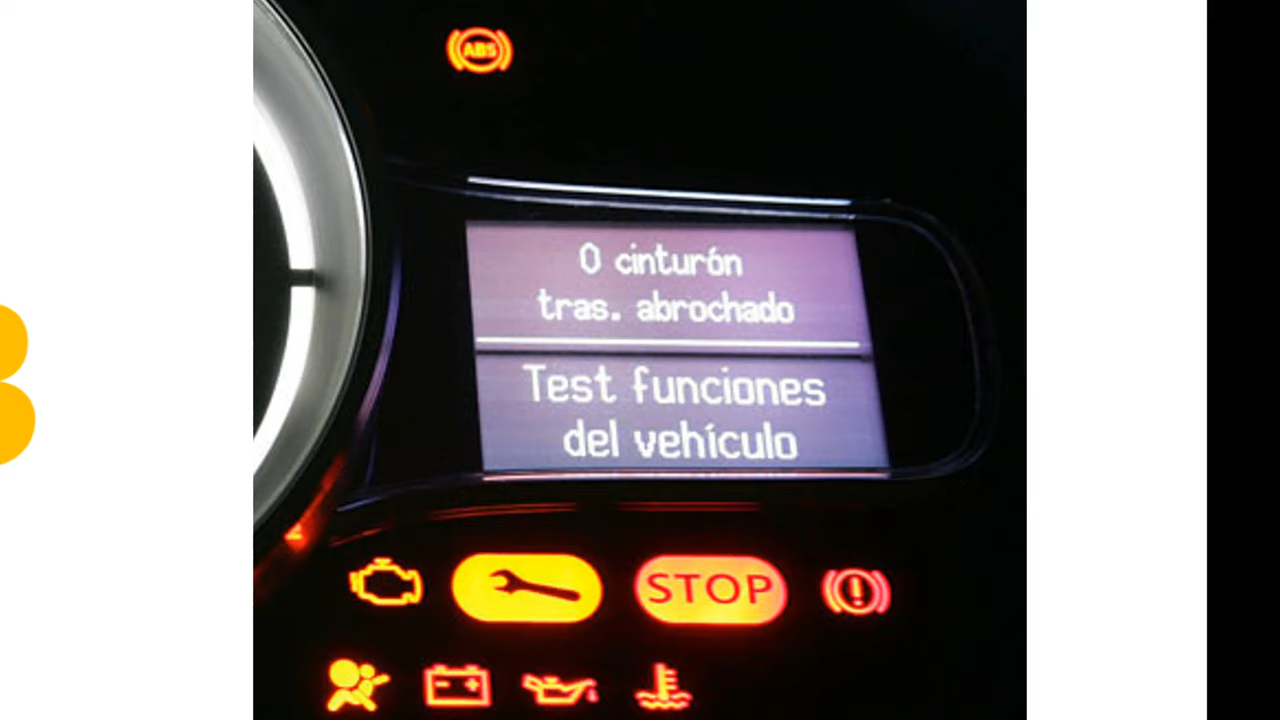 ABS
0 cinturón
tras. abrochado
Test funciones
del vehículo
STOP